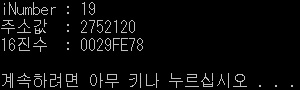 iNumber : 19
주소값  : 2752120
16진수  : 0029FE78
계속하려면 아무 키나 누르십시오 . . .